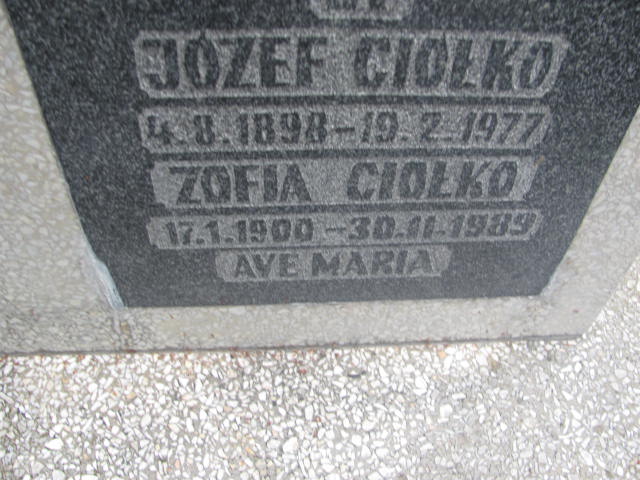 JÓZEF CIOŁKO
4.8.1898-19.2.1977
ZOFIA CIOŁKO
17.1.1900-30.11.1989
AVE MARIA